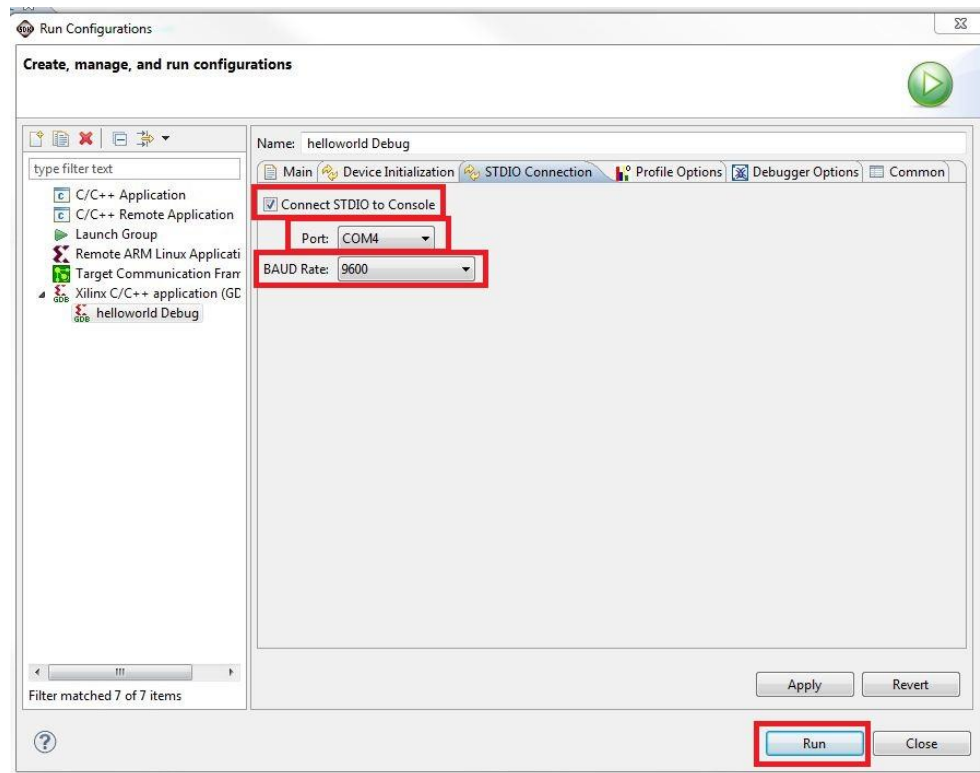 Run Configurations
Create, manage, and run configurations
type filter text
C/C++ Application
C/C++ Remote Application
Launch Group
Remote ARM Linux Applicati
Target Communication Fram
Xilinx C/C++ application (GD
helloworld Debug
Filter matched 7 of 7 items
Name: helloworld Debug
Main Device Initialization STDIO Connection Profile Options Debugger Options Common
Connect STDIO to Console
Port: COM4
BAUD Rate: 9600
Apply Revert
Run Close